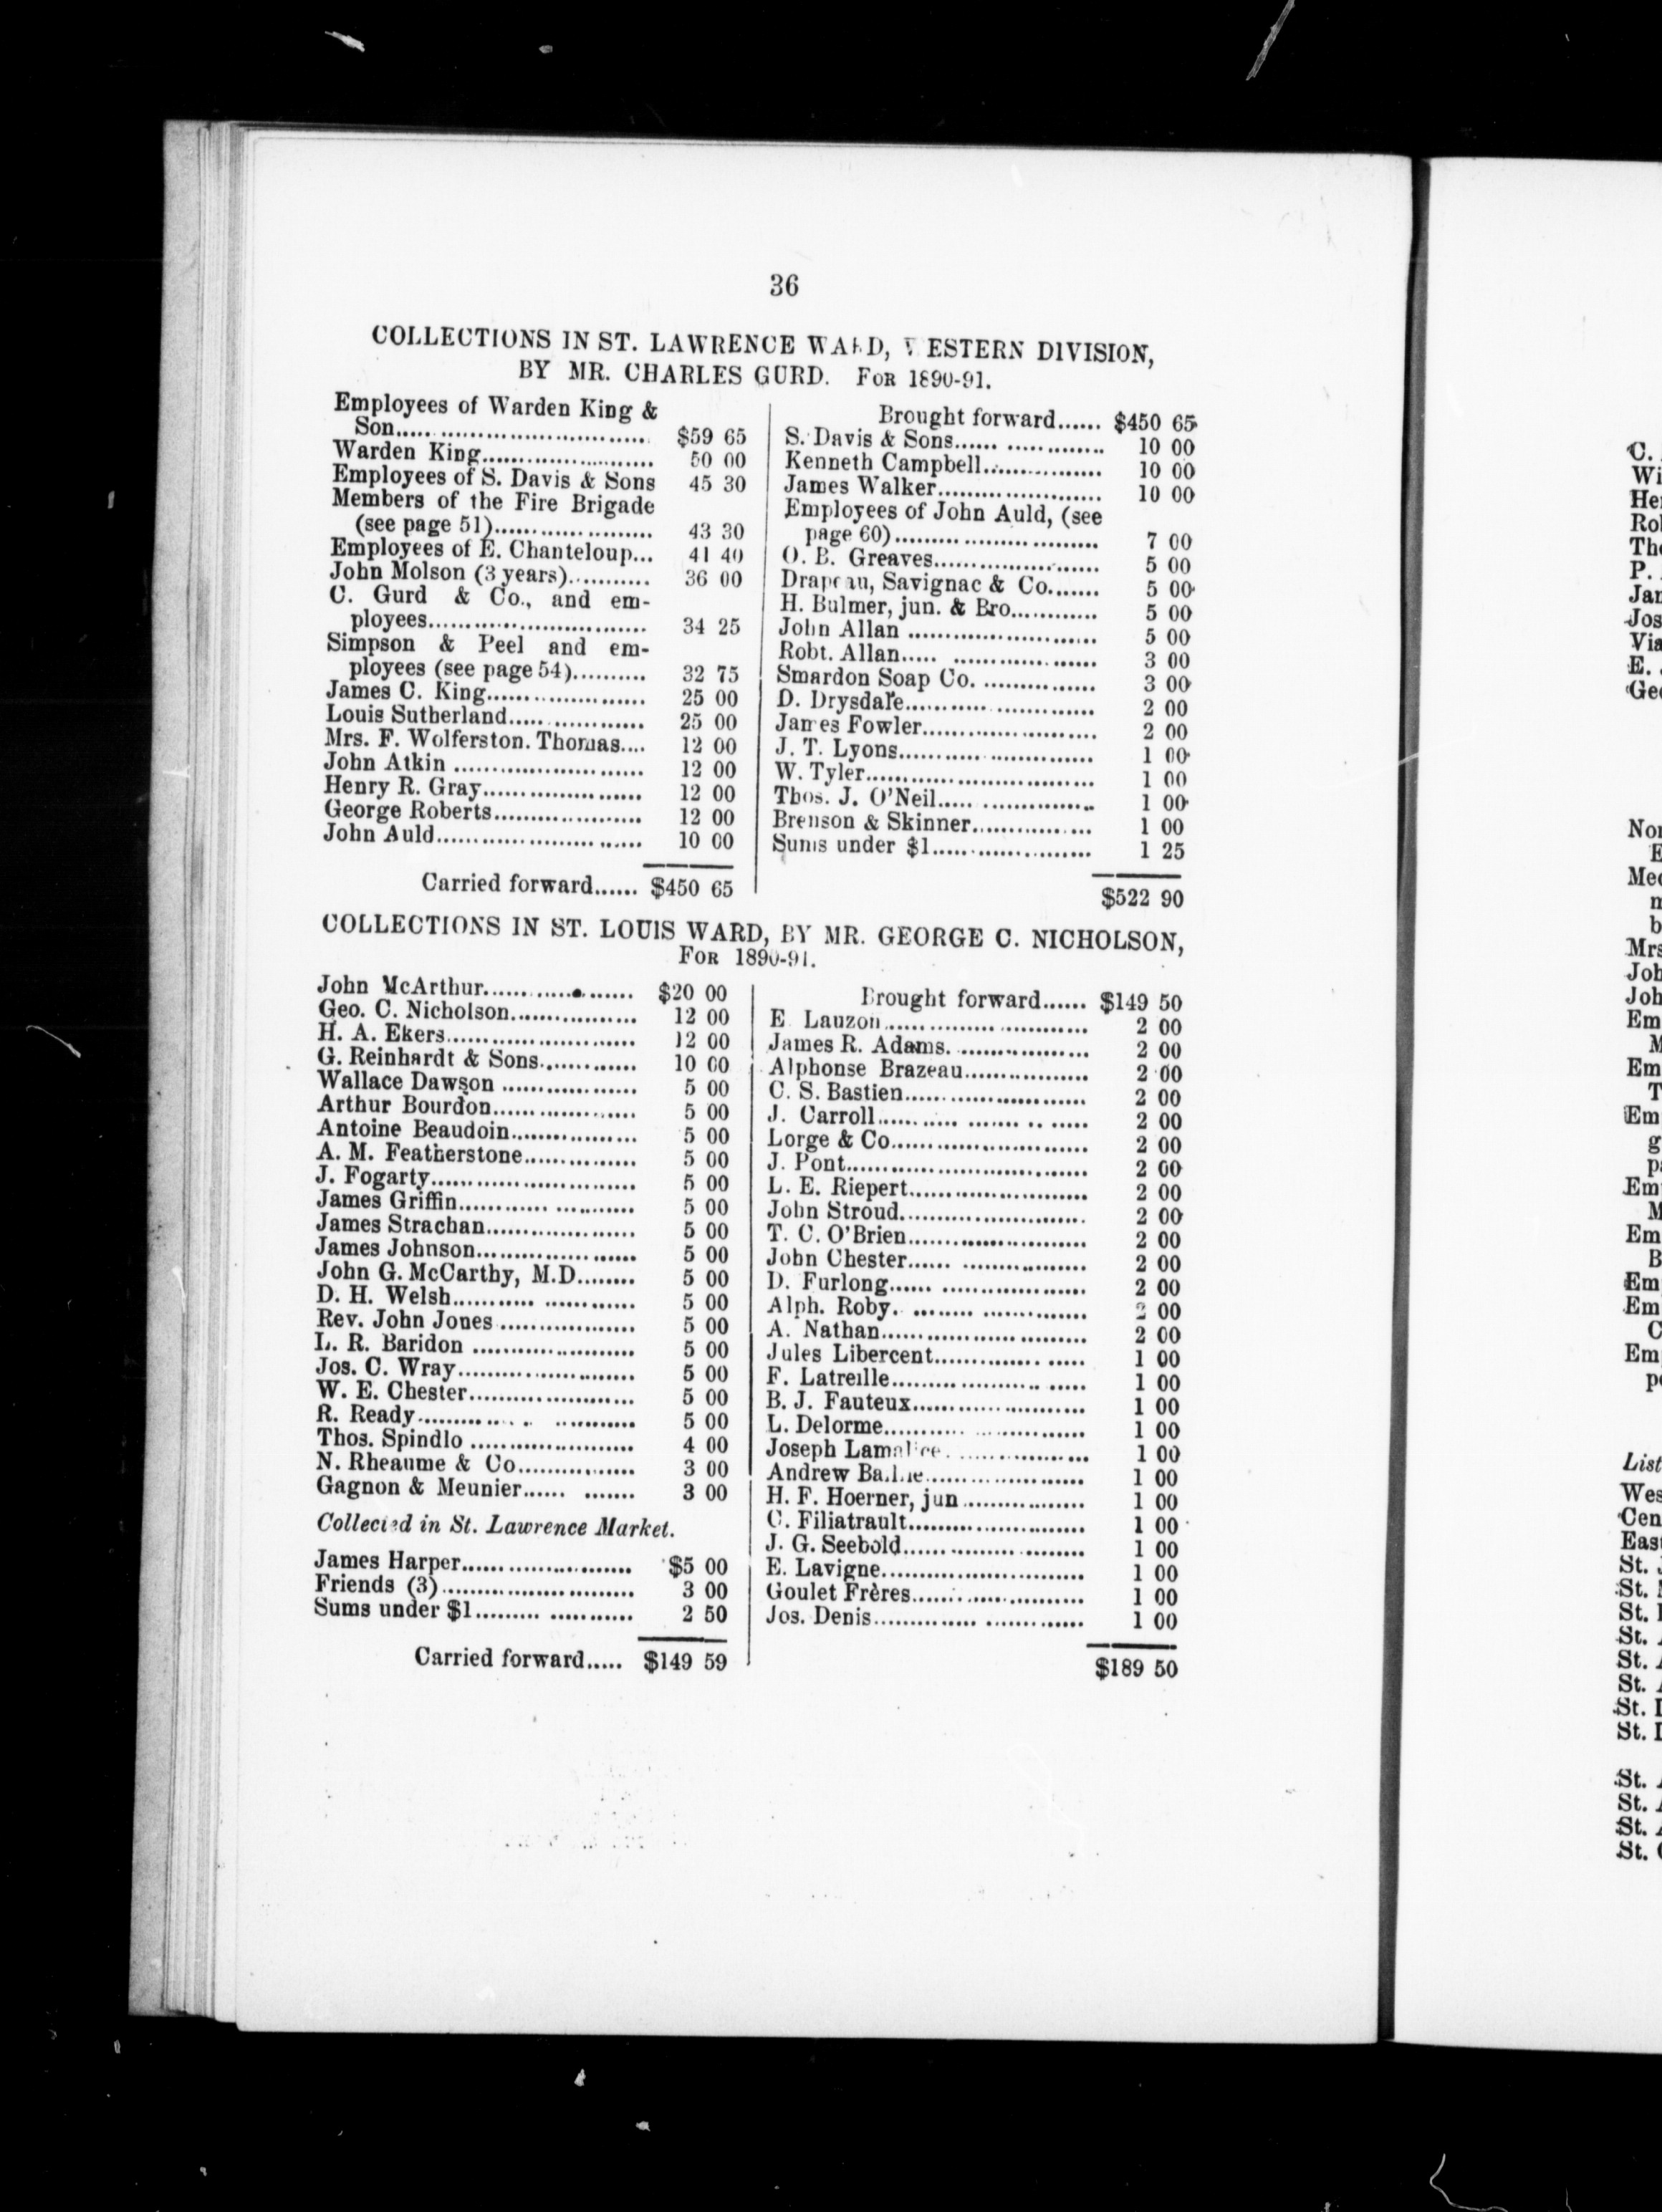 36
COLLECTIONS IN ST. LAWRENCE WARD, WESTERN DIVISION,
BY MR. CHARLES GURD. FOR 1890-91.
Employees of Warden King &
Son.............................. $59 65
Warden King........................ 50 00
Employees of S. Davis & Sons 45 30
Members of the Fire Brigade
(see page 51)...................... 43 30
Employees of E. Chanteloup... 41 40
John Molson (3 years)........... 36 00
C. Gurd & Co., and em-
ployees.............................. 34 25
Simpson & Peel and em-
ployees (see page 54).......... 32 75
James C. King...................... 25 00
Louis Sutherland................... 25 00
Mrs. F. Wolferston. Thomas.... 12 00
John Atkin .......................... 12 00
Henry R. Gray...................... 12 00
George Roberts..................... 12 00
John Auld............................ 10 00
Carried forward...... $450 65
Brought forward...... $450 65
S. Davis & Sons...... .............. 10 00
Kenneth Campbell................. 10 00
James Walker....................... 10 00
Employees of John Auld, (see
page 60)............................ 7 00
O. B. Greaves....................... 5 00
Drapeau, Savignac & Co....... 5 00
H. Bulmer, jun. & Bro............ 5 00
John Allan .......................... 5 00
Robt. Allan..... .................... 3 00
Smardon Soap Co. ................ 3 00
D. Drysdale.......................... 2 00
James Fowler........................ 2 00
J. T. Lyons........................... 1 00
W. Tyler............................... 1 00
Thos. J. O'Neil..................... 1 00
Brenson & Skinner................ 1 00
Sums under $1...................... 1 25
$522 90
COLLECTIONS IN ST. LOUIS WARD, BY MR. GEORGE C. NICHOLSON,
FOR 1890-91.
John McArthur..................... $20 00
Geo. C. Nicholson................. 12 00
H. A. Ekers.......................... 12 00
G. Reinhardt & Sons............. 10 00
Wallace Dawson ................... 5 00
Arthur Bourdon.................... 5 00
Antoine Beaudoin................. 5 00
A. M. Featherstone............... 5 00
J. Fogarty............................ 5 00
James Griffin............ ........... 5 00
James Strachan..................... 5 00
James Johnson...................... 5 00
John G. McCarthy, M.D......... 5 00
D. H. Welsh........... ............ 5 00
Rev. John Jones ................... 5 00
L. R. Baridon ...................... 5 00
Jos. C. Wray........................ 5 00
W. E. Chester....................... 5 00
R. Ready............................. 5 00
Thos. Spindlo ...................... 4 00
N. Rheaume & Co................ 3 00
Gagnon & Meunier...... ....... 3 00
Collected in St. Lawrence Market.
James Harper....................... $5 00
Friends (3)........................... 3 00
Sums under $1......... ............ 2 50
Carried forward..... $149 59
Brought forward...... $149 50
E. Lauzon............................ 2 00
James R. Adams. .................. 2 00
Alphonse Brazeau................. 2 00
C. S. Bastien......................... 2 00
J. Carroll........... ....... .. ..... 2 00
Lorge & Co........................... 2 00
J. Pont................................. 2 00
L. E. Riepert......................... 2 00
John Stroud.......................... 2 00
T. C. O'Brien........................ 2 00
John Chester...... ................. 2 00
D. Furlong...... .................... 2 00
Alph. Roby. ........ .............. 2 00
A. Nathan............................ 2 00
Jules Libercent.............. ..... 1 00
F. Latreille..................... ..... 1 00
B. J. Fauteux........................ 1 00
L. Delorme........... ............... 1 00
Joseph ................... 1 00
Andrew ...................... 1 00
H. F. Hoerner, jun................. 1 00
C. Filiatrault......................... 1 00
J. G. Seebold......................... 1 00
E. Lavigne............................ 1 00
Goulet Frères........................ 1 00
Jos. Denis.............. .............. 1 00
$189 50